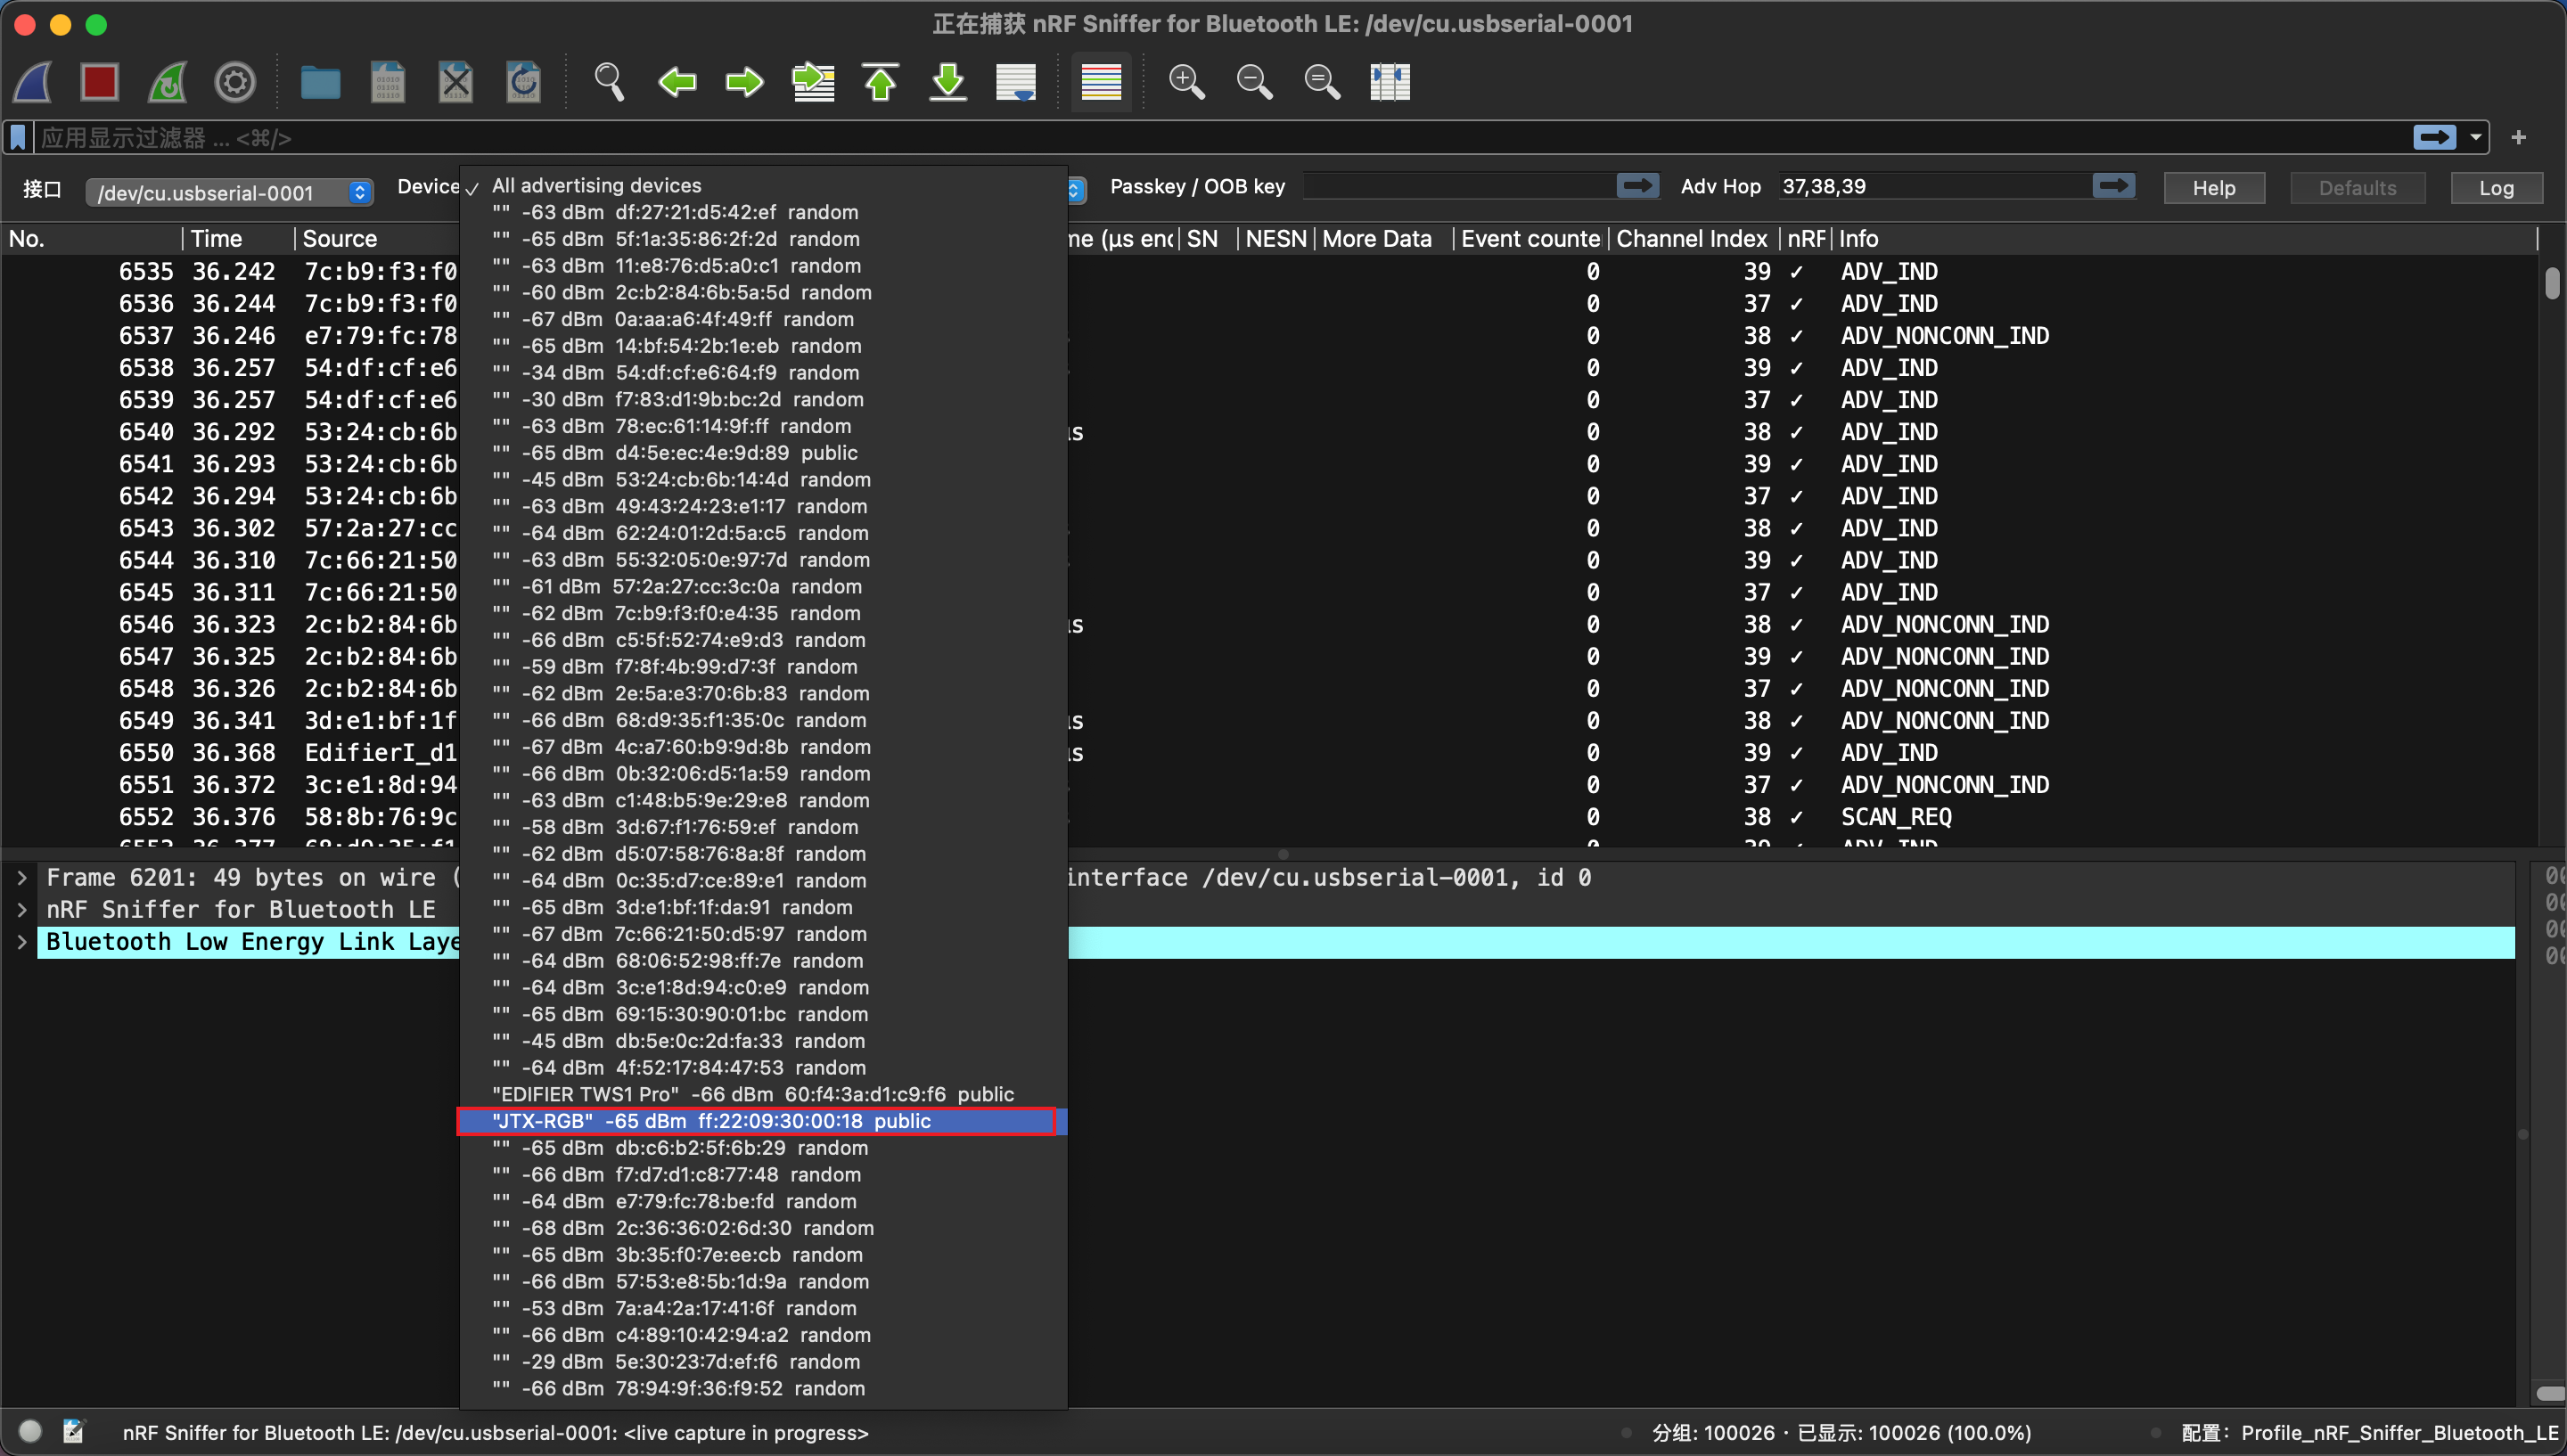 正在捕获 nRF Sniffer for Bluetooth LE: /dev/cu.usbserial-0001
应用显示过滤器 … <⌘/>
接口 /dev/cu.usbserial-0001 Device Passkey / OOB key Adv Hop 37,38,39 Help Defaults Log
✓ All advertising devices
"" -63 dBm df:27:21:d5:42:ef random
"" -65 dBm 5f:1a:35:86:2f:2d random
"" -63 dBm 11:e8:76:d5:a0:c1 random
"" -60 dBm 2c:b2:84:6b:5a:5d random
"" -67 dBm 0a:aa:a6:4f:49:ff random
"" -65 dBm 14:bf:54:2b:1e:eb random
"" -34 dBm 54:df:cf:e6:64:f9 random
"" -30 dBm f7:83:d1:9b:bc:2d random
"" -63 dBm 78:ec:61:14:9f:ff random
"" -65 dBm d4:5e:ec:4e:9d:89 public
"" -45 dBm 53:24:cb:6b:14:4d random
"" -63 dBm 49:43:24:23:e1:17 random
"" -64 dBm 62:24:01:2d:5a:c5 random
"" -63 dBm 55:32:05:0e:97:7d random
"" -61 dBm 57:2a:27:cc:3c:0a random
"" -62 dBm 7c:b9:f3:f0:e4:35 random
"" -66 dBm c5:5f:52:74:e9:d3 random
"" -59 dBm f7:8f:4b:99:d7:3f random
"" -62 dBm 2e:5a:e3:70:6b:83 random
"" -66 dBm 68:d9:35:f1:35:0c random
"" -67 dBm 4c:a7:60:b9:9d:8b random
"" -66 dBm 0b:32:06:d5:1a:59 random
"" -63 dBm c1:48:b5:9e:29:e8 random
"" -58 dBm 3d:67:f1:76:59:ef random
"" -62 dBm d5:07:58:76:8a:8f random
"" -64 dBm 0c:35:d7:ce:89:e1 random
"" -65 dBm 3d:e1:bf:1f:da:91 random
"" -67 dBm 7c:66:21:50:d5:97 random
"" -64 dBm 68:06:52:98:ff:7e random
"" -64 dBm 3c:e1:8d:94:c0:e9 random
"" -65 dBm 69:15:30:90:01:bc random
"" -45 dBm db:5e:0c:2d:fa:33 random
"" -64 dBm 4f:52:17:84:47:53 random
"EDIFIER TWS1 Pro" -66 dBm 60:f4:3a:d1:c9:f6 public
"JTX-RGB" -65 dBm ff:22:09:30:00:18 public
"" -65 dBm db:c6:b2:5f:6b:29 random
"" -66 dBm f7:d7:d1:c8:77:48 random
"" -64 dBm e7:79:fc:78:be:fd random
"" -68 dBm 2c:36:36:02:6d:30 random
"" -65 dBm 3b:35:f0:7e:ee:cb random
"" -66 dBm 57:53:e8:5b:1d:9a random
"" -53 dBm 7a:a4:2a:17:41:6f random
"" -66 dBm c4:89:10:42:94:a2 random
"" -29 dBm 5e:30:23:7d:ef:f6 random
"" -66 dBm 78:94:9f:36:f9:52 random
No. Time Source me (µs enc SN NESN More Data Event counte Channel Index nRF Info
6535 36.242 7c:b9:f3:f0 0 39 ✓ ADV_IND
6536 36.244 7c:b9:f3:f0 0 37 ✓ ADV_IND
6537 36.246 e7:79:fc:78 0 38 ✓ ADV_NONCONN_IND
6538 36.257 54:df:cf:e6 0 39 ✓ ADV_IND
6539 36.257 54:df:cf:e6 0 37 ✓ ADV_IND
6540 36.292 53:24:cb:6b µs 0 38 ✓ ADV_IND
6541 36.293 53:24:cb:6b 0 39 ✓ ADV_IND
6542 36.294 53:24:cb:6b 0 37 ✓ ADV_IND
6543 36.302 57:2a:27:cc 0 38 ✓ ADV_IND
6544 36.310 7c:66:21:50 0 39 ✓ ADV_IND
6545 36.311 7c:66:21:50 0 37 ✓ ADV_IND
6546 36.323 2c:b2:84:6b µs 0 38 ✓ ADV_NONCONN_IND
6547 36.325 2c:b2:84:6b 0 39 ✓ ADV_NONCONN_IND
6548 36.326 2c:b2:84:6b 0 37 ✓ ADV_NONCONN_IND
6549 36.341 3d:e1:bf:1f µs 0 38 ✓ ADV_NONCONN_IND
6550 36.368 EdifierI_d1 µs 0 39 ✓ ADV_IND
6551 36.372 3c:e1:8d:94 0 37 ✓ ADV_NONCONN_IND
6552 36.376 58:8b:76:9c 0 38 ✓ SCAN_REQ
Frame 6201: 49 bytes on wire ( interface /dev/cu.usbserial-0001, id 0
nRF Sniffer for Bluetooth LE
Bluetooth Low Energy Link Laye
nRF Sniffer for Bluetooth LE: /dev/cu.usbserial-0001: <live capture in progress> 分组: 100026 · 已显示: 100026 (100.0%) 配置: Profile_nRF_Sniffer_Bluetooth_LE